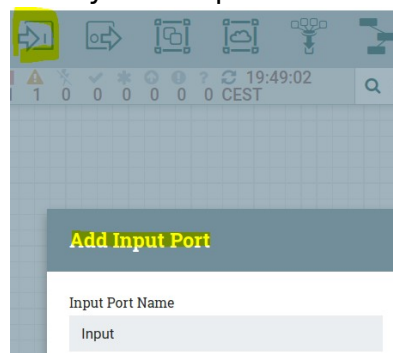 1 0 0 0 0 0 0 19:49:02 CEST
Add Input Port
Input Port Name
Input